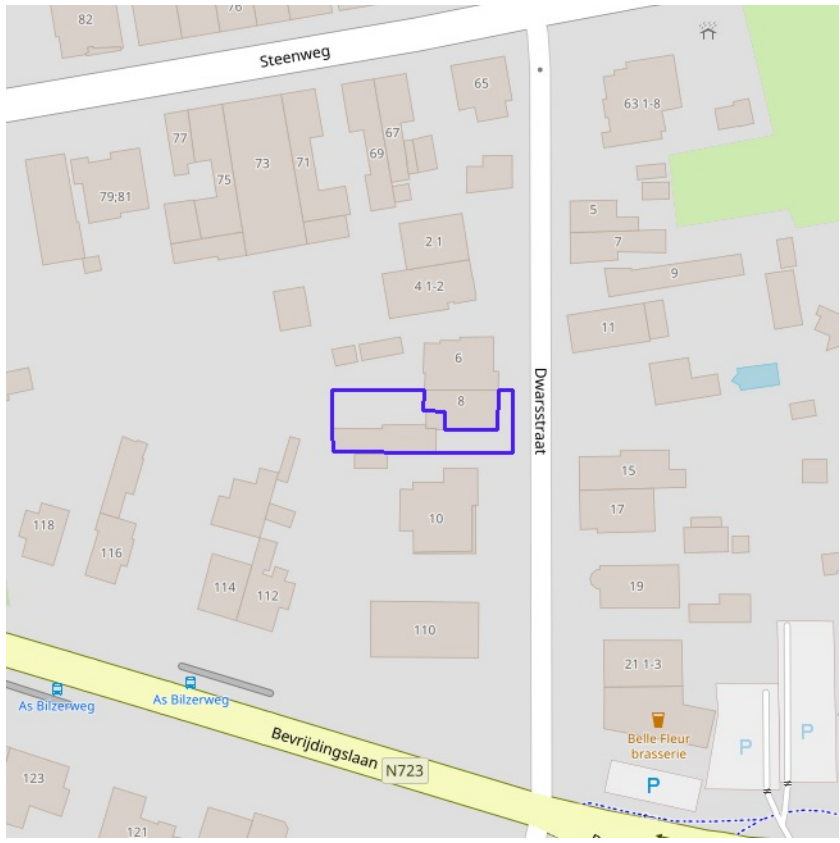 82
76
Steenweg
65
63 1-8
77
67
69
73
71
75
79;81
5
7
2 1
9
4 1-2
11
6
8
Dwarsstraat
15
17
10
118
116
114
112
19
110
21 1-3
As Bilzerweg
As Bilzerweg
Belle Fleur
brasserie
P
P
P
Bevrijdingslaan
N723
123
121